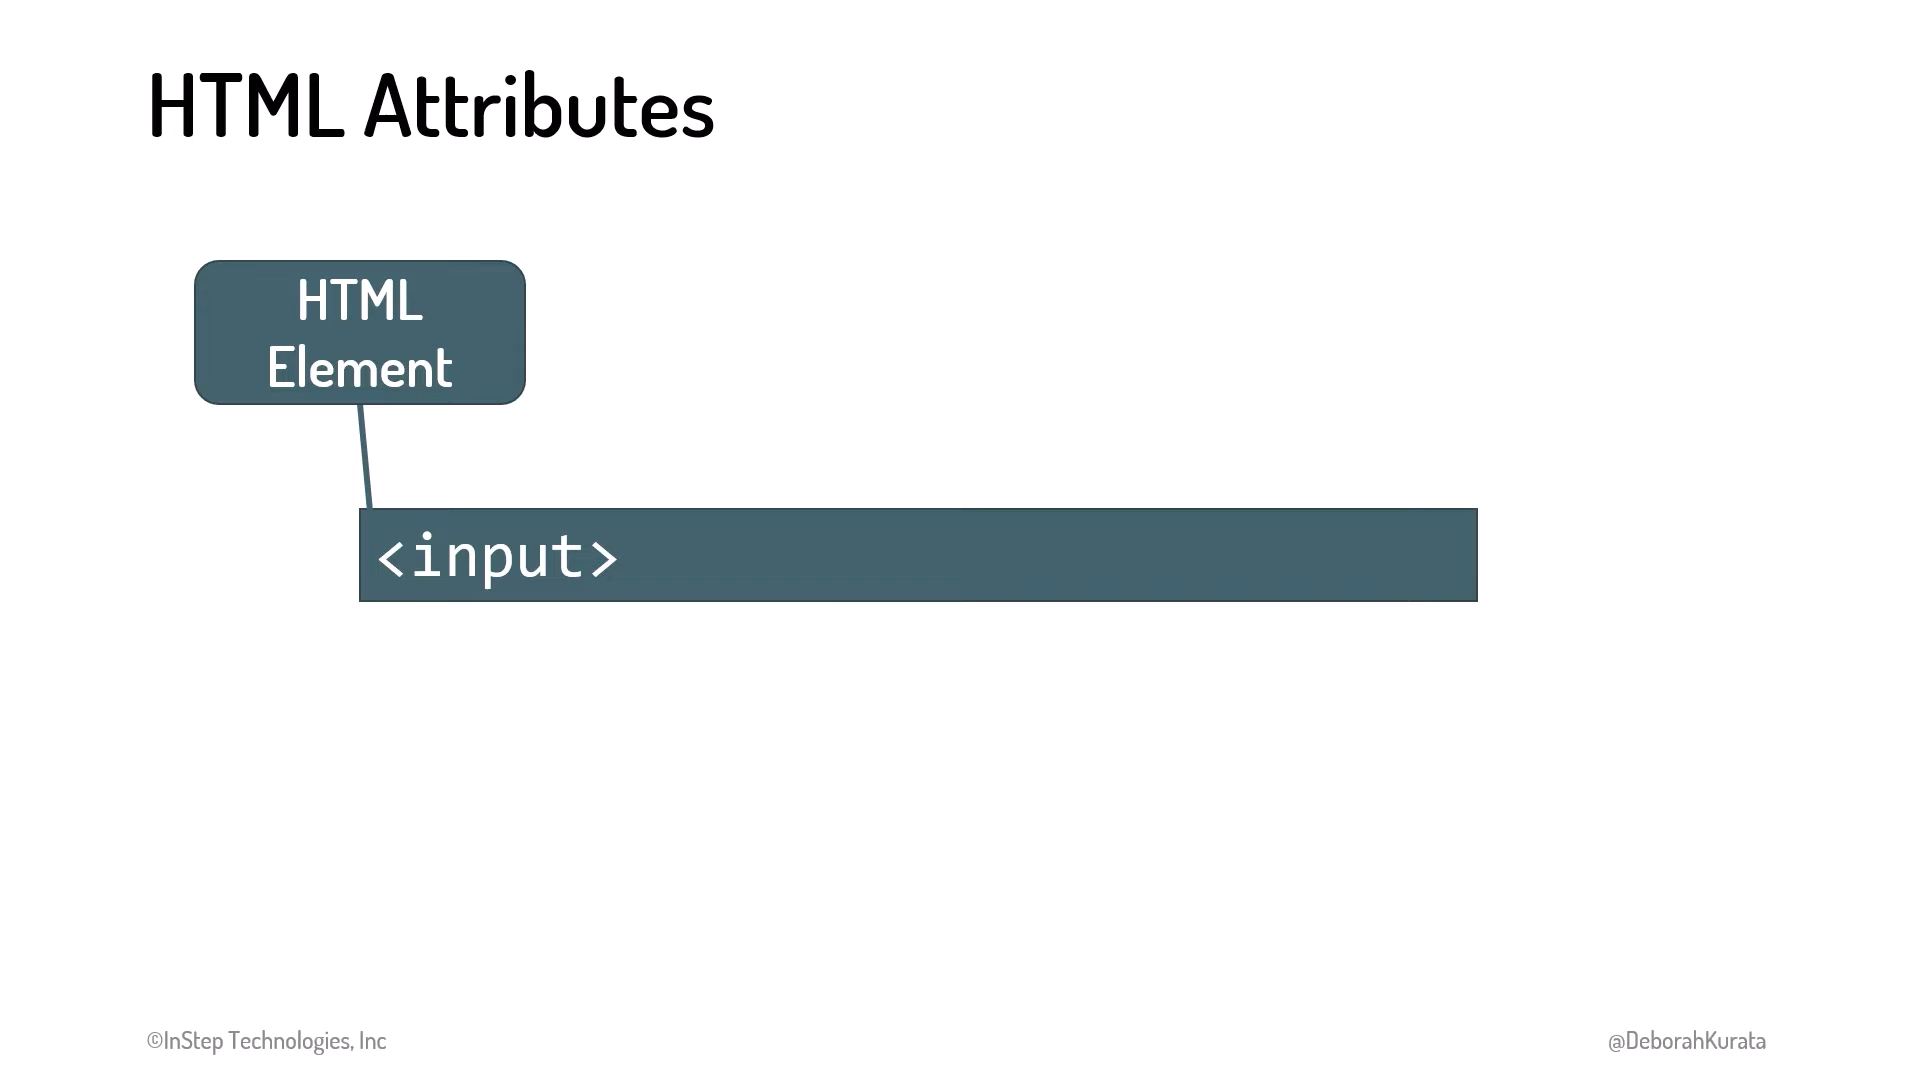 HTML Attributes
HTML
Element
<input>
©InStep Technologies, Inc
@DeborahKurata